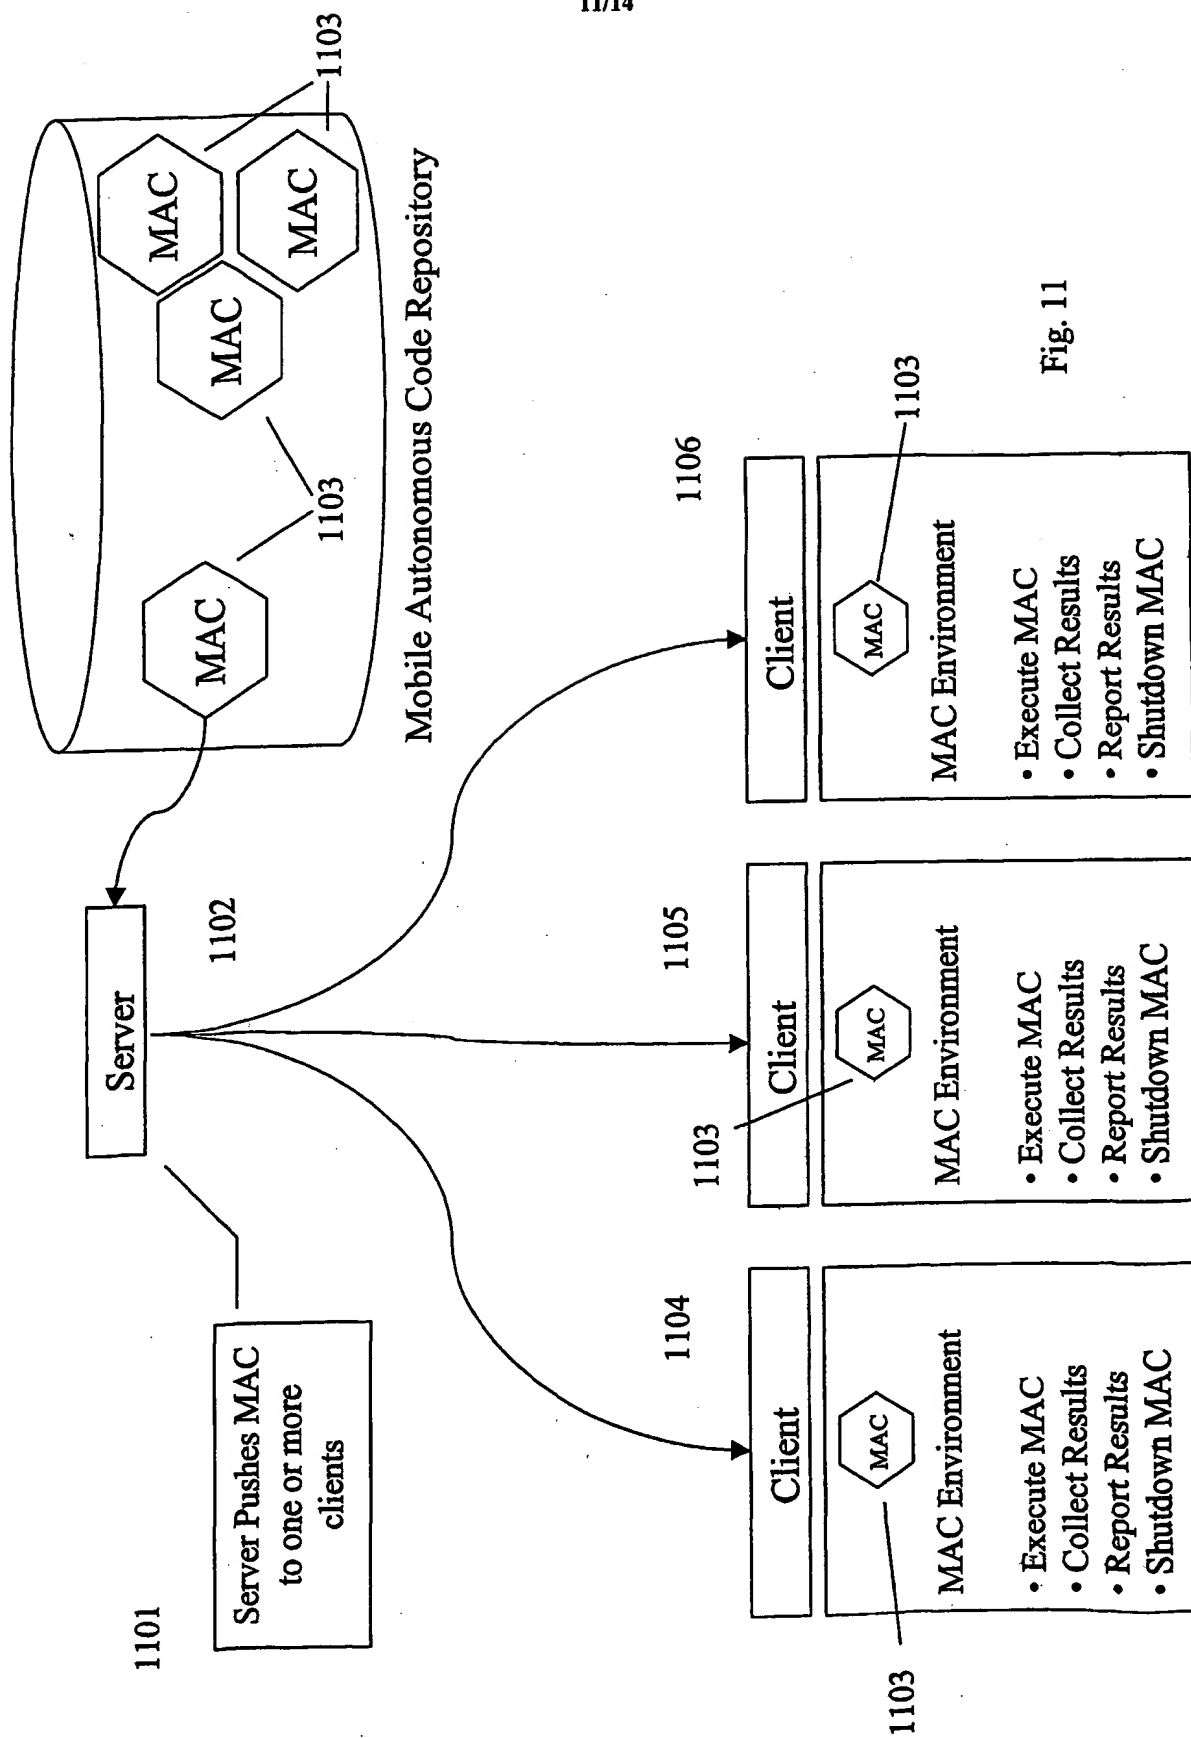 11/14
1101
Server Pushes MAC
to one or more
clients
Server
1102
MAC
MAC
MAC
MAC
1103
1103
Mobile Autonomous Code Repository
1104
Client
MAC
1103
MAC Environment
• Execute MAC
• Collect Results
• Report Results
• Shutdown MAC
1105
Client
MAC
1103
MAC Environment
• Execute MAC
• Collect Results
• Report Results
• Shutdown MAC
1106
Client
MAC
1103
MAC Environment
• Execute MAC
• Collect Results
• Report Results
• Shutdown MAC
Fig. 11